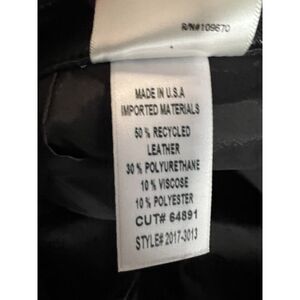 R/N#109670
MADE IN U.S.A
IMPORTED MATERIALS
50 % RECYCLED
LEATHER
30 % POLYURETHANE
10 % VISCOSE
10 % POLYESTER
CUT# 64891
STYLE# 2017-3013